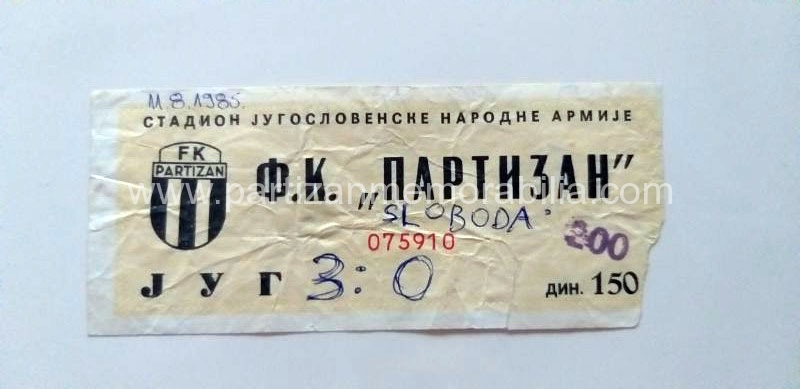 11.8.1985.
СТАДИОН ЈУГОСЛОВЕНСКЕ НАРОДНЕ АРМИЈЕ
FK
PARTIZAN
Ф.К. „ПАРТИЗАН"
www.partizanmemorabilia.com
SLOBODA
075910
200
ЈУГ 3:0
ДИН. 150